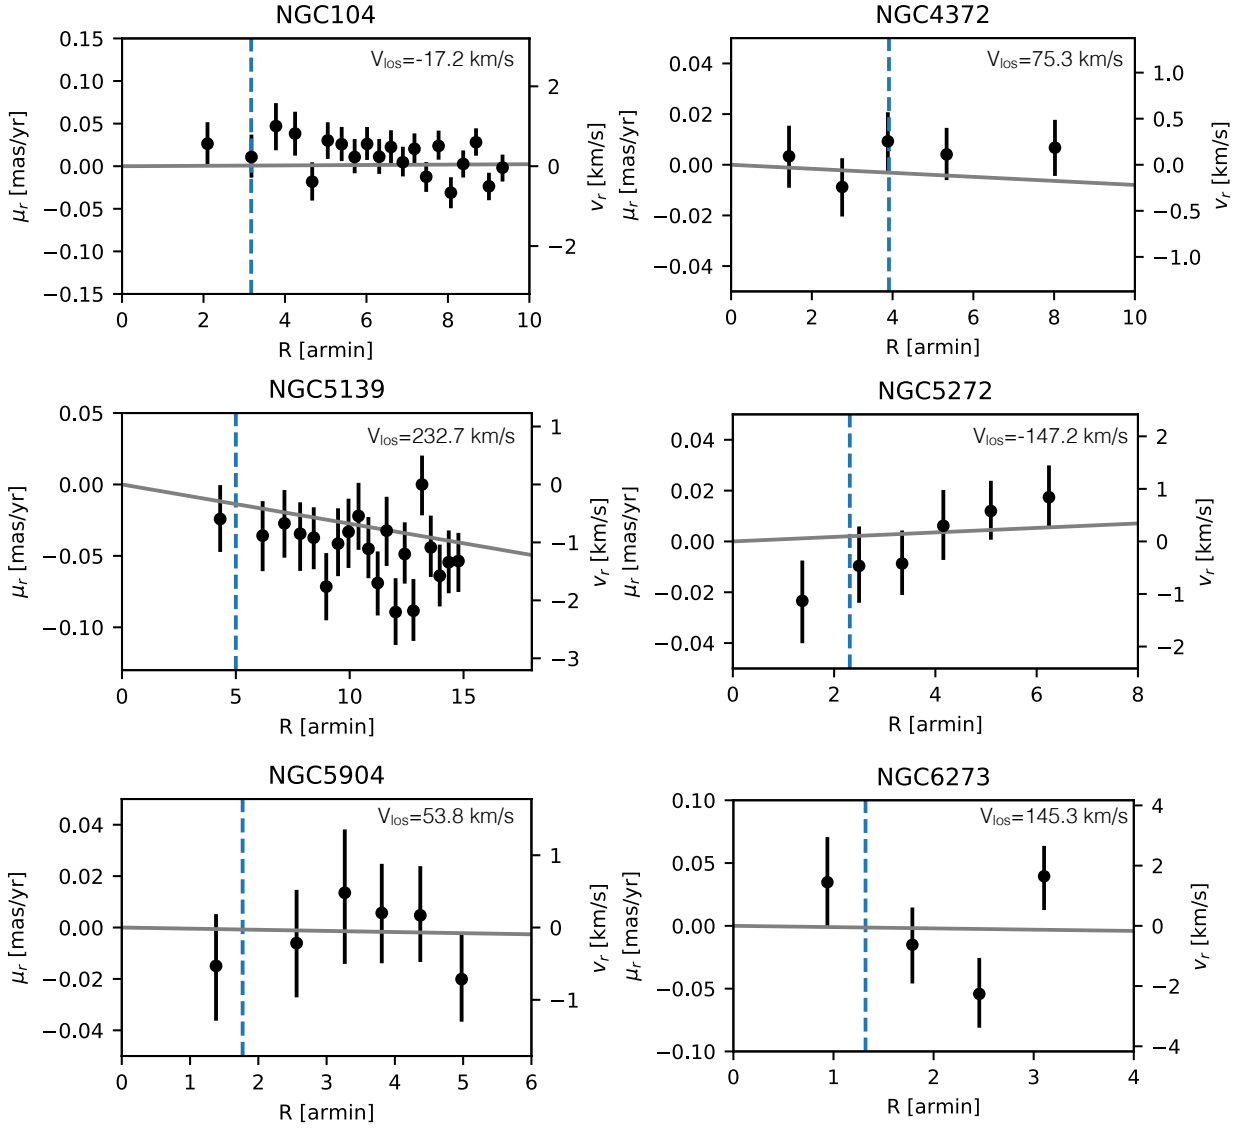 NGC104
V_los=-17.2 km/s
0.15
0.10
0.05
0.00
−0.05
−0.10
−0.15
μ_r [mas/yr]
2
0
−2
v_r [km/s]
0 2 4 6 8 10
R [armin]
NGC4372
V_los=75.3 km/s
0.04
0.02
0.00
−0.02
−0.04
μ_r [mas/yr]
1.0
0.5
0.0
−0.5
−1.0
v_r [km/s]
0 2 4 6 8 10
R [armin]
NGC5139
V_los=232.7 km/s
0.05
0.00
−0.05
−0.10
μ_r [mas/yr]
1
0
−1
−2
−3
v_r [km/s]
0 5 10 15
R [armin]
NGC5272
V_los=-147.2 km/s
0.04
0.02
0.00
−0.02
−0.04
μ_r [mas/yr]
2
1
0
−1
−2
v_r [km/s]
0 2 4 6 8
R [armin]
NGC5904
V_los=53.8 km/s
0.04
0.02
0.00
−0.02
−0.04
μ_r [mas/yr]
1
0
−1
v_r [km/s]
0 1 2 3 4 5 6
R [armin]
NGC6273
V_los=145.3 km/s
0.10
0.05
0.00
−0.05
−0.10
μ_r [mas/yr]
4
2
0
−2
−4
v_r [km/s]
0 1 2 3 4
R [armin]